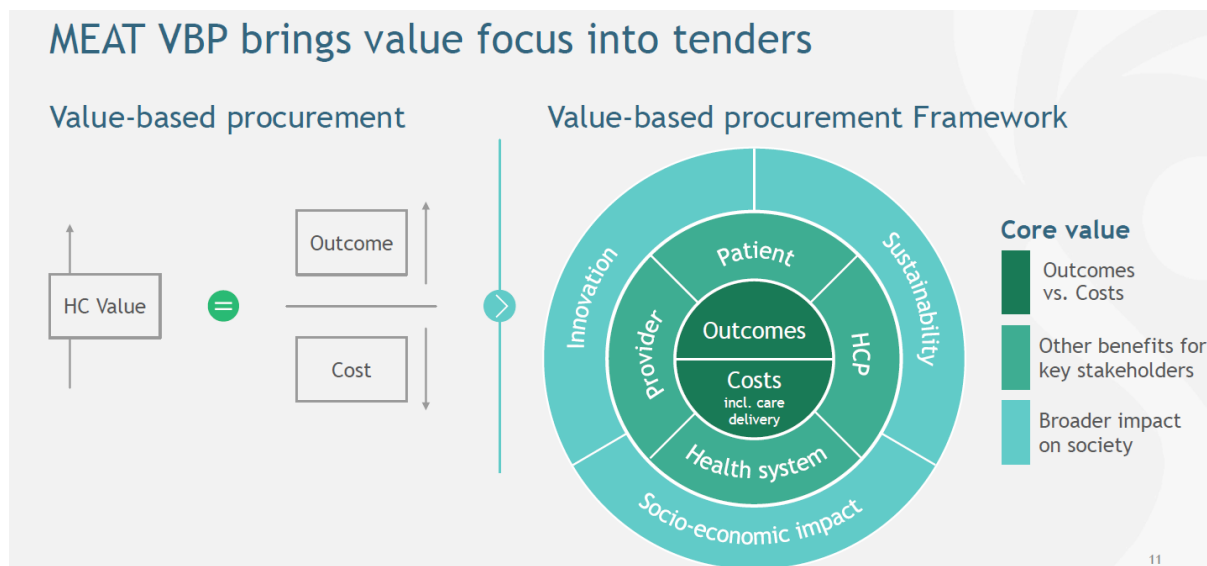 MEAT VBP brings value focus into tenders
Value-based procurement
HC Value
=
Outcome
Cost
Value-based procurement Framework
Innovation
Sustainability
Socio-economic impact
Patient
Provider
HCP
Health system
Outcomes
Costs
incl. care
delivery
Core value
Outcomes
vs. Costs
Other benefits for
key stakeholders
Broader impact
on society
11